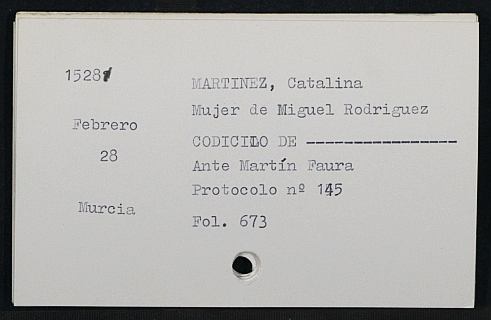 1528
MARTINEZ, Catalina
Mujer de Miguel Rodriguez
Febrero
CODICILO DE ----------------
28
Ante Martín Faura
Protocolo nº 145
Murcia
Fol. 673